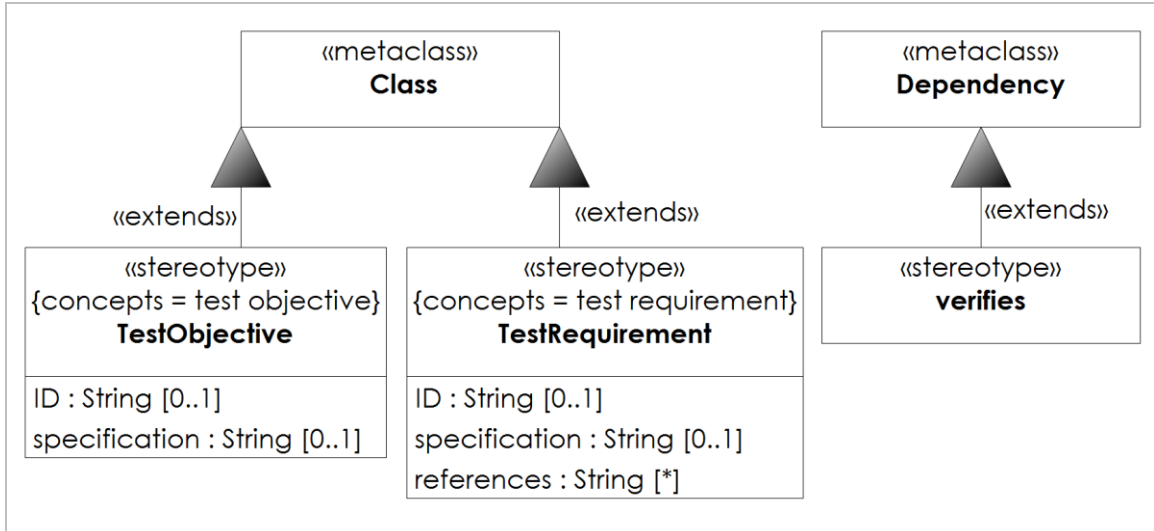 «metaclass»
Class
«metaclass»
Dependency
«extends»
«extends»
«extends»
«stereotype»
{concepts = test objective}
TestObjective
ID : String [0..1]
specification : String [0..1]
«stereotype»
{concepts = test requirement}
TestRequirement
ID : String [0..1]
specification : String [0..1]
references : String [*]
«stereotype»
verifies